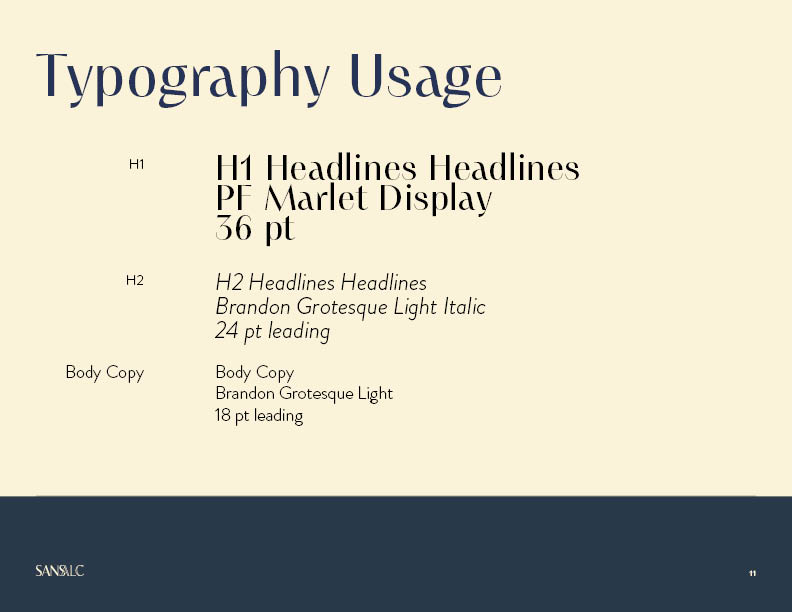 Typography Usage
H1
H1 Headlines Headlines
PF Marlet Display
36 pt
H2
H2 Headlines Headlines
Brandon Grotesque Light Italic
24 pt leading
Body Copy
Body Copy
Brandon Grotesque Light
18 pt leading
SANSALC
11